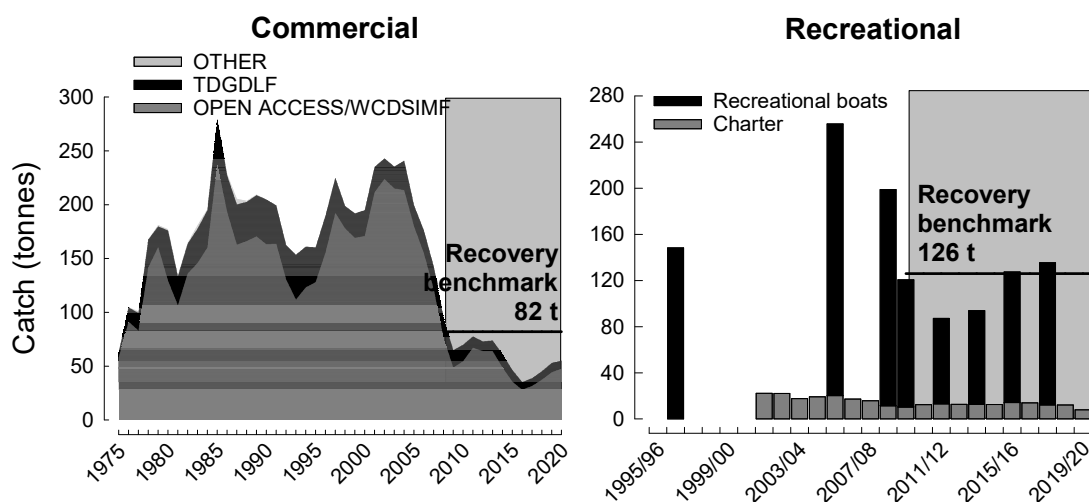 Commercial
OTHER
TDGDLF
OPEN ACCESS/WCDSIMF
Catch (tonnes)
300
250
200
150
100
50
0
Recovery
benchmark
82 t
1975
1980
1985
1990
1995
2000
2005
2010
2015
2020
Recreational
Recreational boats
Charter
280
240
200
160
120
80
40
0
Recovery
benchmark
126 t
1995/96
1999/00
2003/04
2007/08
2011/12
2015/16
2019/20